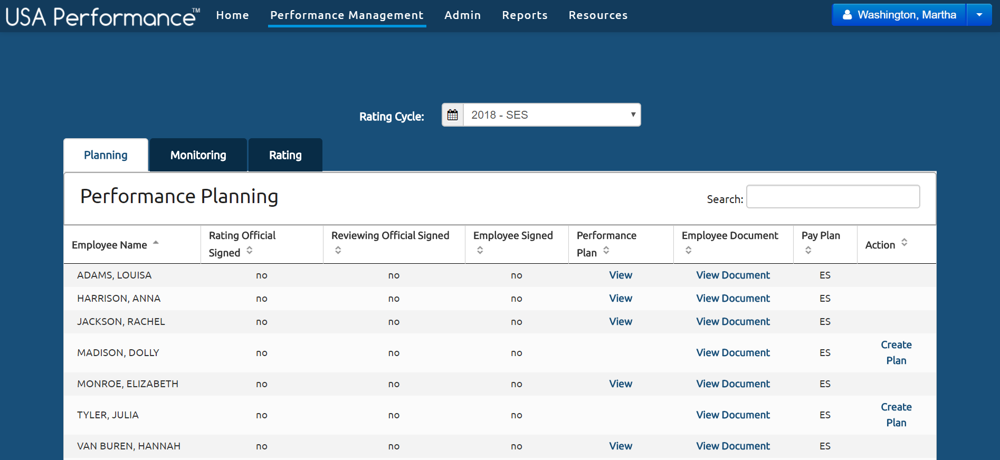 USA Performance™ Home Performance Management Admin Reports Resources Washington, Martha
Rating Cycle: 2018 - SES
Planning Monitoring Rating
Performance Planning Search:
Employee Name Rating Official Signed Reviewing Official Signed Employee Signed Performance Plan Employee Document Pay Plan Action
ADAMS, LOUISA no no no View View Document ES
HARRISON, ANNA no no no View View Document ES
JACKSON, RACHEL no no no View View Document ES
MADISON, DOLLY no no no View Document ES Create Plan
MONROE, ELIZABETH no no no View View Document ES
TYLER, JULIA no no no View Document ES Create Plan
VAN BUREN, HANNAH no no no View View Document ES